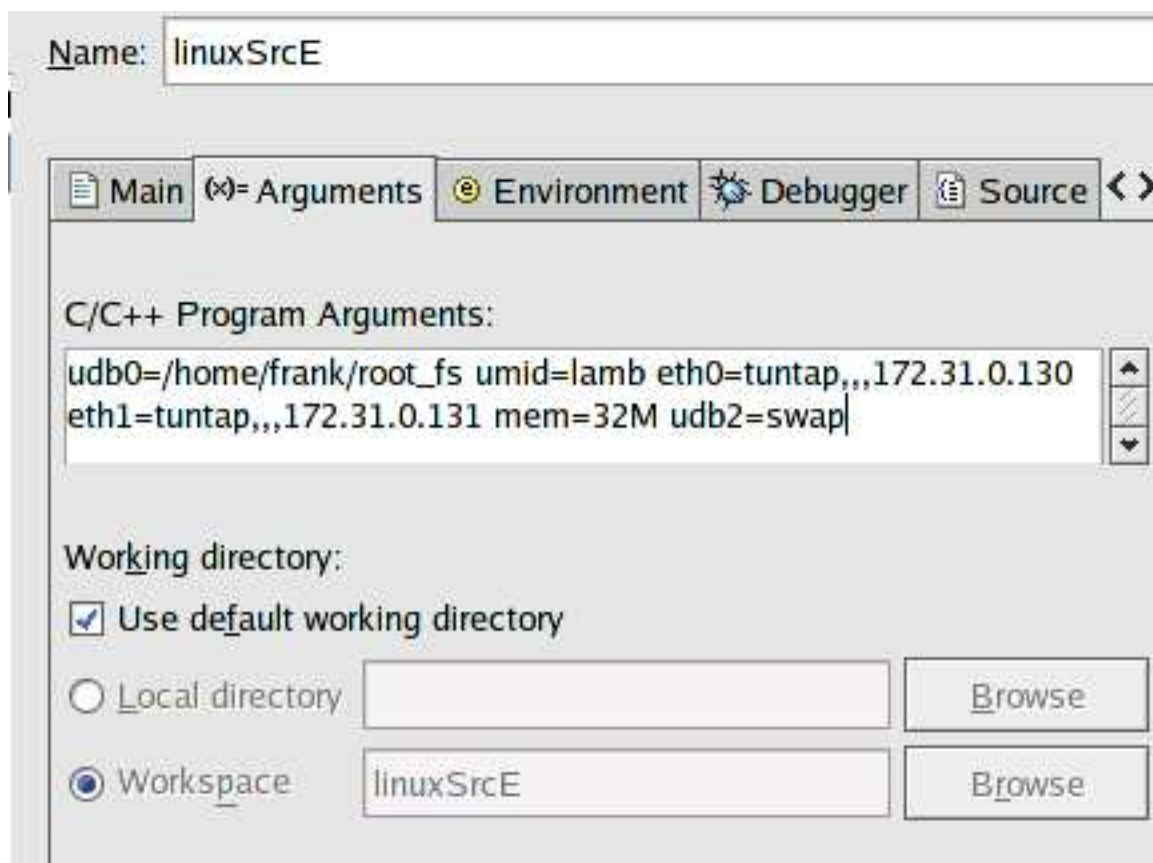 Name: linuxSrcE
Main (x)= Arguments Environment Debugger Source
C/C++ Program Arguments:
udb0=/home/frank/root_fs umid=lamb eth0=tuntap,,,172.31.0.130
eth1=tuntap,,,172.31.0.131 mem=32M udb2=swap
Working directory:
Use default working directory
Local directory Browse
Workspace linuxSrcE Browse